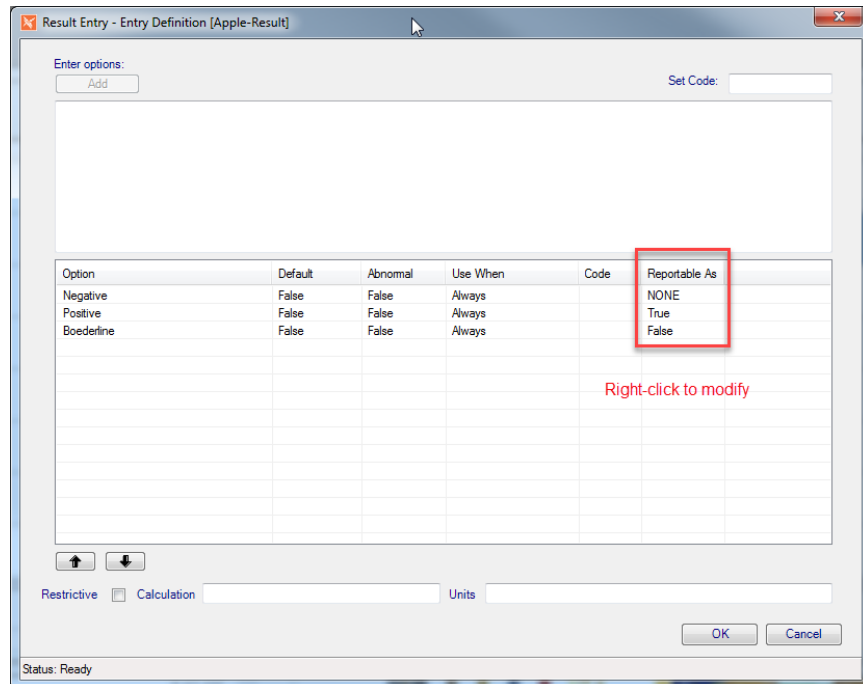 Result Entry - Entry Definition [Apple-Result]
Enter options:
Add
Set Code:
Option Default Abnormal Use When Code Reportable As
Negative False False Always NONE
Positive False False Always True
Boederline False False Always False
Right-click to modify
Restrictive Calculation Units
OK Cancel
Status: Ready